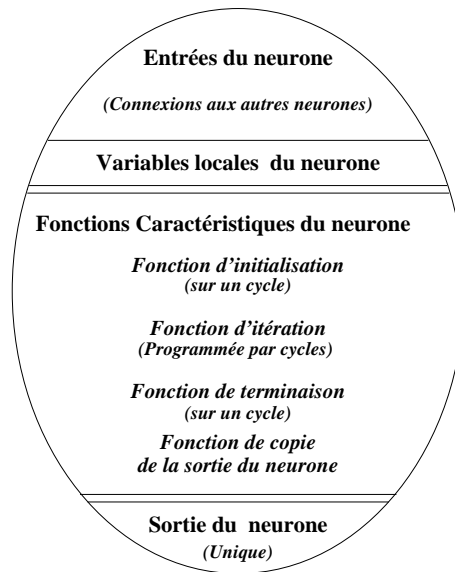 Entrées du neurone
(Connexions aux autres neurones)
Variables locales du neurone
Fonctions Caractéristiques du neurone
Fonction d'initialisation
(sur un cycle)
Fonction d'itération
(Programmée par cycles)
Fonction de terminaison
(sur un cycle)
Fonction de copie
de la sortie du neurone
Sortie du neurone
(Unique)